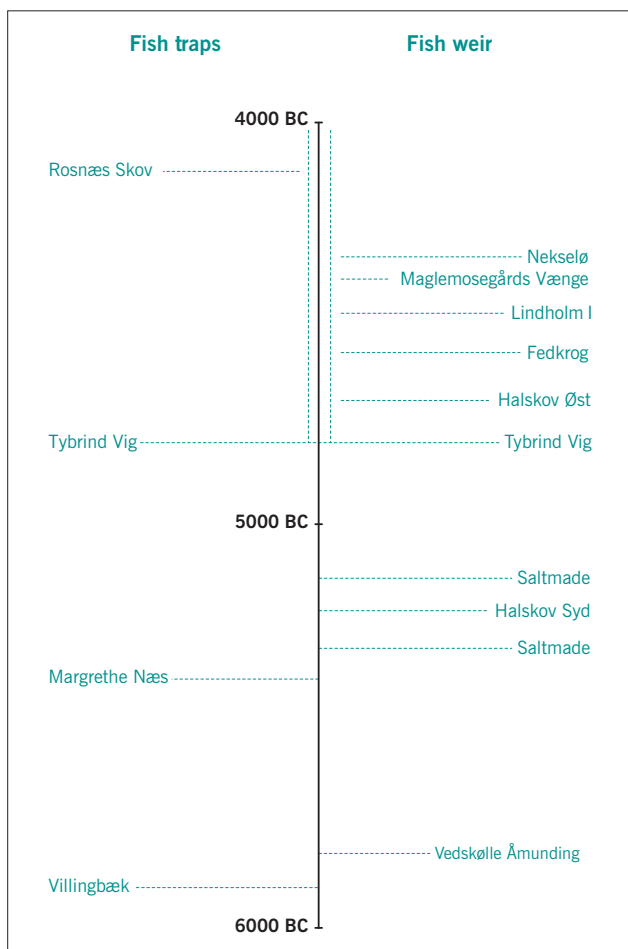 Fish traps
Fish weir
4000 BC
Rosnæs Skov
Nekselø
Maglemosegårds Vænge
Lindholm I
Fedkrog
Halskov Øst
Tybrind Vig
Tybrind Vig
5000 BC
Saltmade
Halskov Syd
Saltmade
Margrethe Næs
Vedskølle Åmunding
Villingbæk
6000 BC